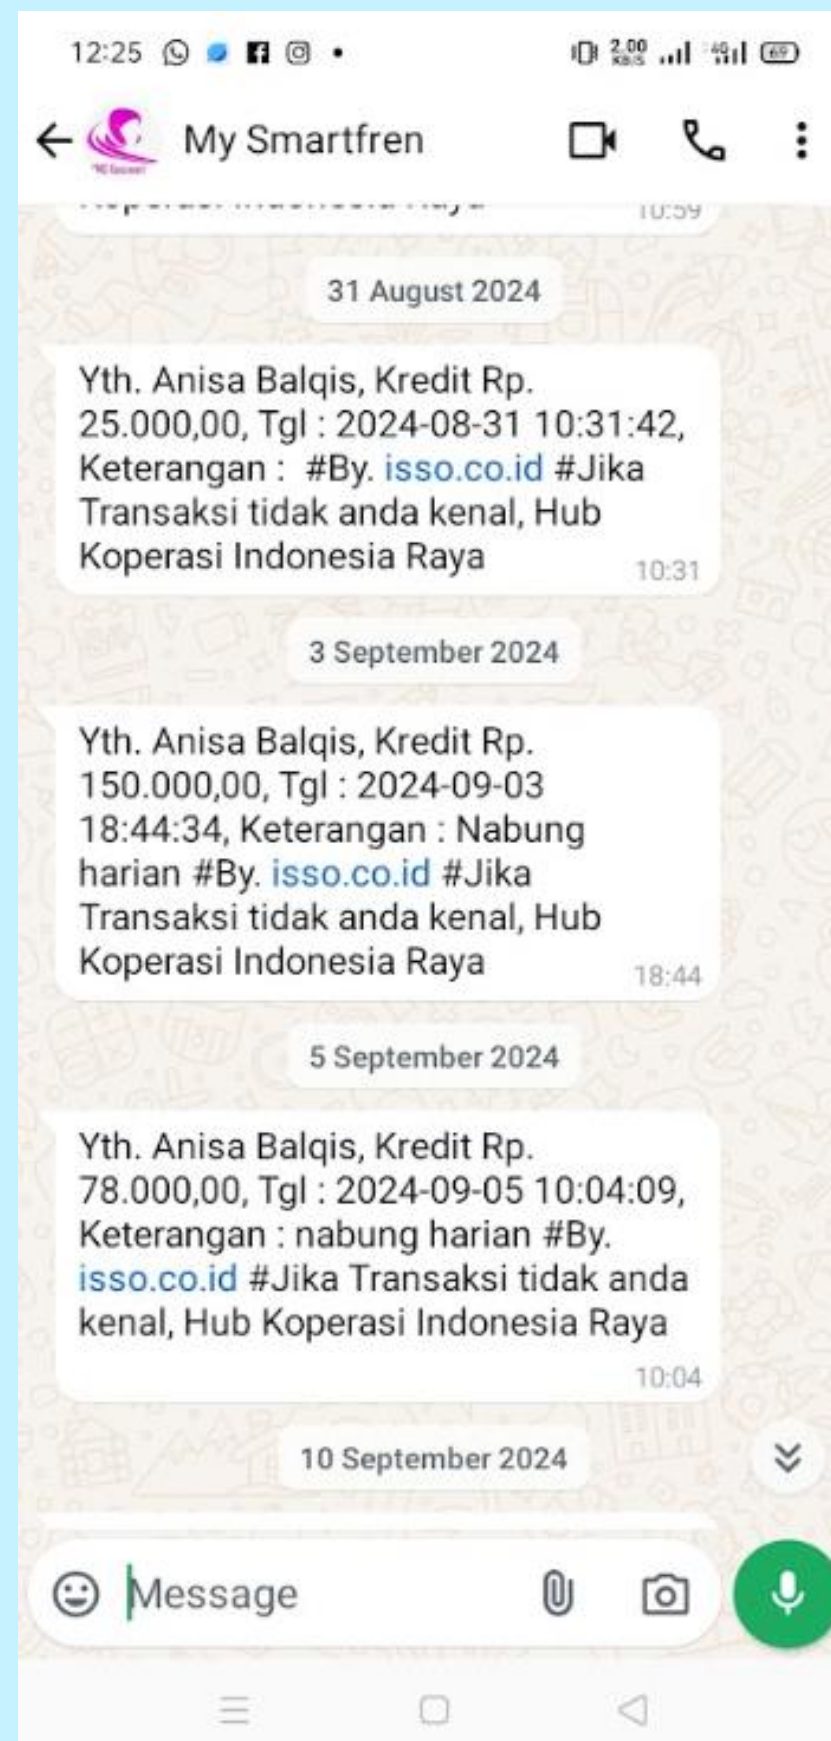 12:25
2.00
KB/S
4G
69
My Smartfren
10:59
31 August 2024
Yth. Anisa Balqis, Kredit Rp.
25.000,00, Tgl : 2024-08-31 10:31:42,
Keterangan :  #By. isso.co.id #Jika
Transaksi tidak anda kenal, Hub
Koperasi Indonesia Raya
10:31
3 September 2024
Yth. Anisa Balqis, Kredit Rp.
150.000,00, Tgl : 2024-09-03
18:44:34, Keterangan : Nabung
harian #By. isso.co.id #Jika
Transaksi tidak anda kenal, Hub
Koperasi Indonesia Raya
18:44
5 September 2024
Yth. Anisa Balqis, Kredit Rp.
78.000,00, Tgl : 2024-09-05 10:04:09,
Keterangan : nabung harian #By.
isso.co.id #Jika Transaksi tidak anda
kenal, Hub Koperasi Indonesia Raya
10:04
10 September 2024
Message